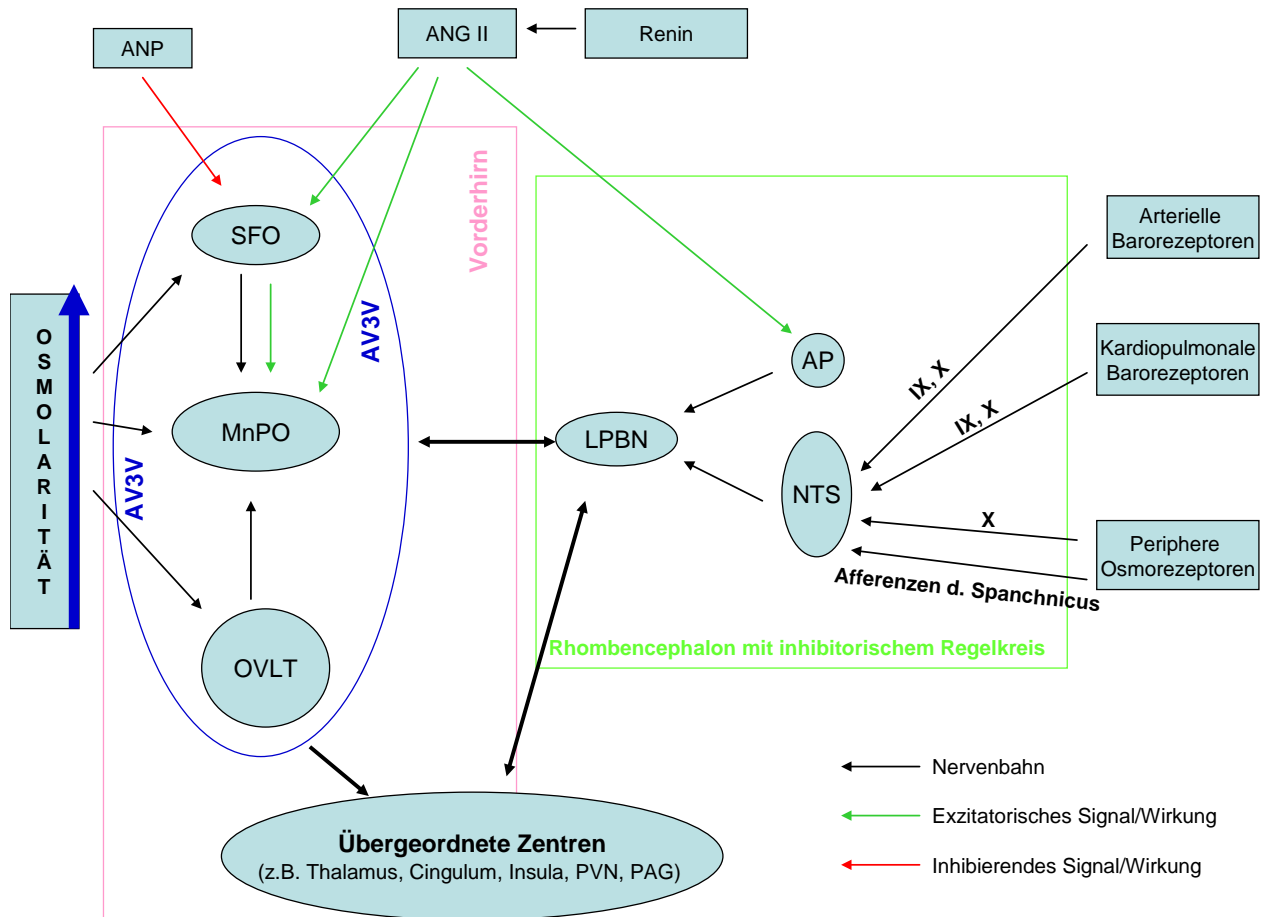 ANP
ANG II
Renin
Vorderhirn
SFO
AV3V
MnPO
AV3V
OVLT
OSMOLARITÄT
Arterielle
Barorezeptoren
Kardiopulmonale
Barorezeptoren
Periphere
Osmorezeptoren
IX, X
IX, X
X
Afferenzen d. Spanchnicus
AP
LPBN
NTS
Rhombencephalon mit inhibitorischem Regelkreis
Übergeordnete Zentren
(z.B. Thalamus, Cingulum, Insula, PVN, PAG)
Nervenbahn
Exzitatorisches Signal/Wirkung
Inhibierendes Signal/Wirkung